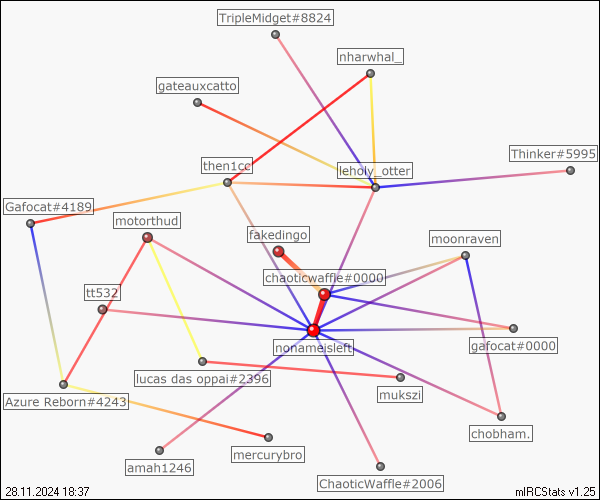 TripleMidget#8824
nharwhal_
gateauxcatto
Thinker#5995
then1cc
leholy_otter
Gafocat#4189
motorthud
fakedingo
moonraven
chaoticwaffle#0000
tt532
nonameisleft
gafocat#0000
lucas das oppai#2396
mukszi
Azure Reborn#4243
chobham.
mercurybro
amah1246
ChaoticWaffle#2006
28.11.2024 18:37
mIRCStats v1.25